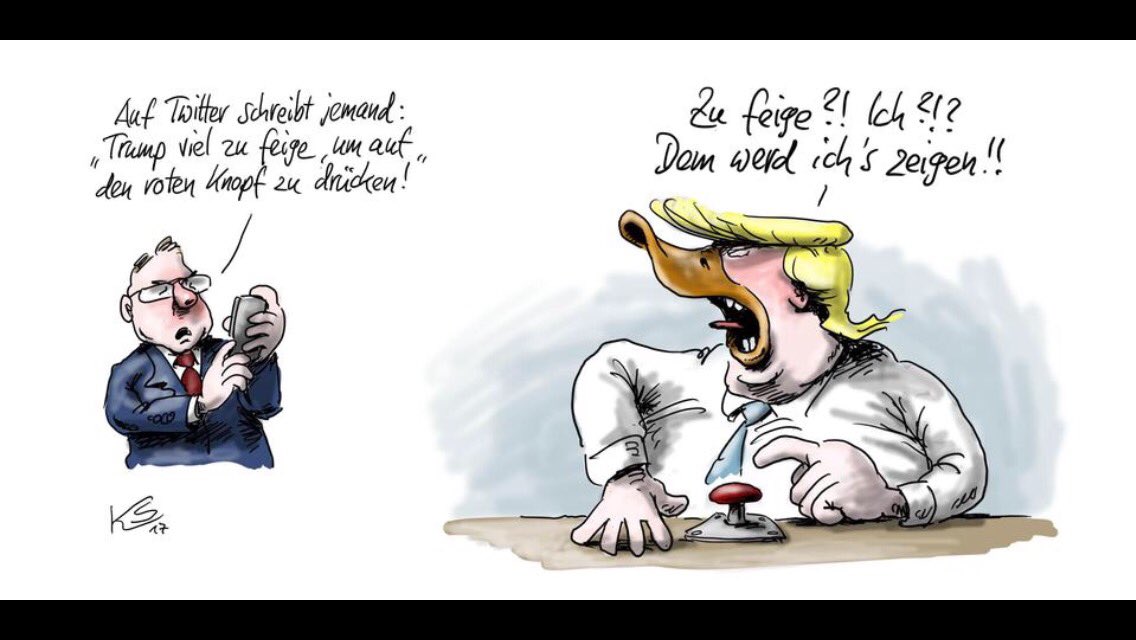 Auf Twitter schreibt jemand:
"Trump viel zu feige, um auf
den roten Knopf zu drücken!"
Zu feige?! Ich?!?
Dem werd ich's zeigen!!
KS
17